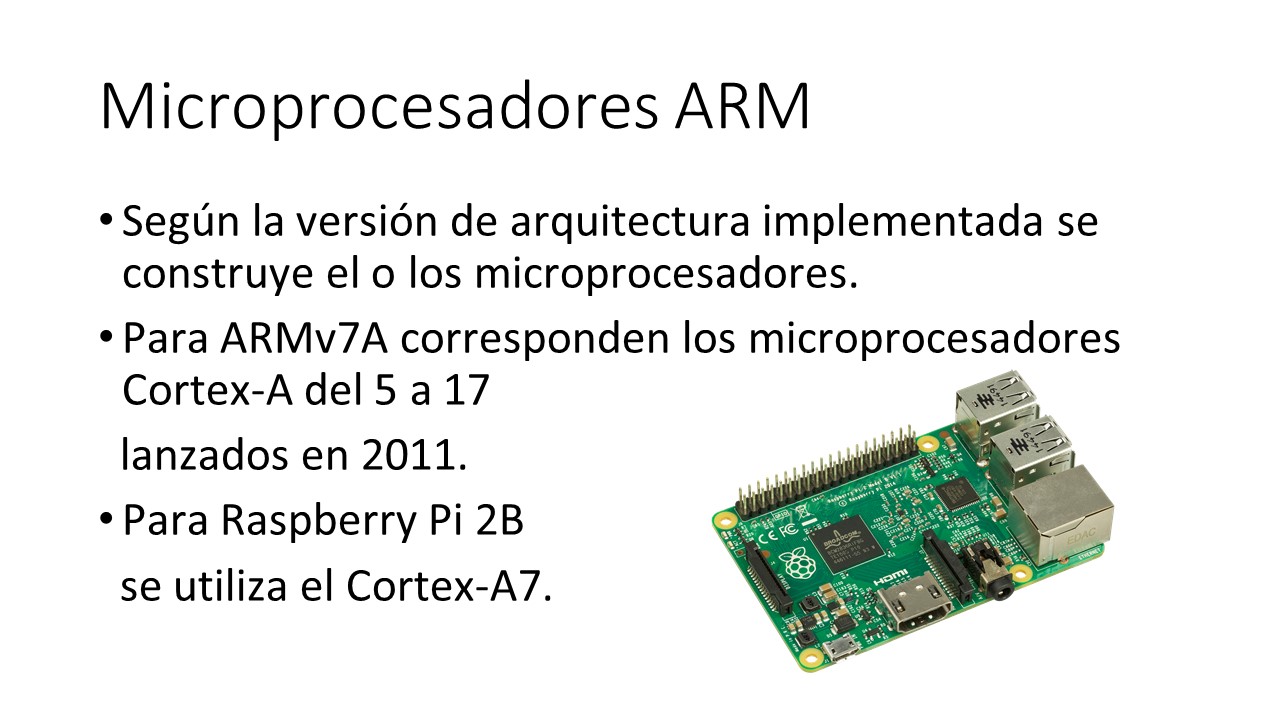 Microprocesadores ARM
• Según la versión de arquitectura implementada se
construye el o los microprocesadores.
• Para ARMv7A corresponden los microprocesadores
Cortex-A del 5 a 17
lanzados en 2011.
• Para Raspberry Pi 2B
se utiliza el Cortex-A7.
BROADCOM
HDMI